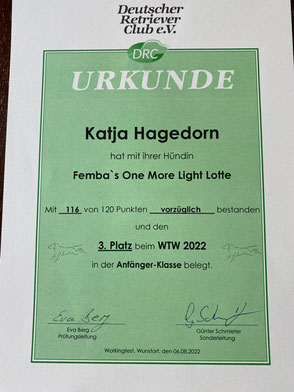 Deutscher
Retriever
Club e.V.
DRC
URKUNDE
Katja Hagedorn
hat mit ihrer Hündin
Femba`s One More Light Lotte
Mit 116 von 120 Punkten vorzüglich bestanden
und den
3. Platz beim WTW 2022
in der Anfänger-Klasse belegt.
Eva Berg
Eva Berg
Prüfungsleitung
Günter Schmieter
Sonderleitung
Workingtest, Wunstorf, den 06.08.2022